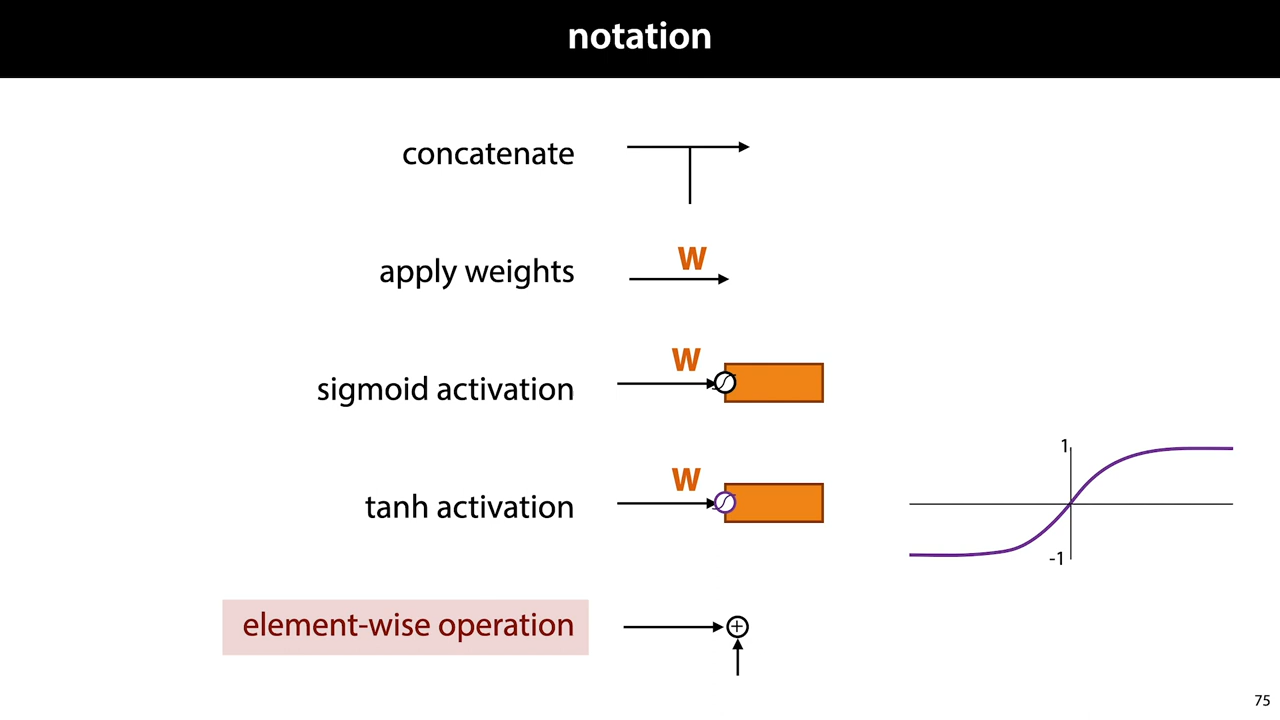 notation
concatenate
apply weights
W
sigmoid activation
W
tanh activation
W
1
-1
element-wise operation
+
75